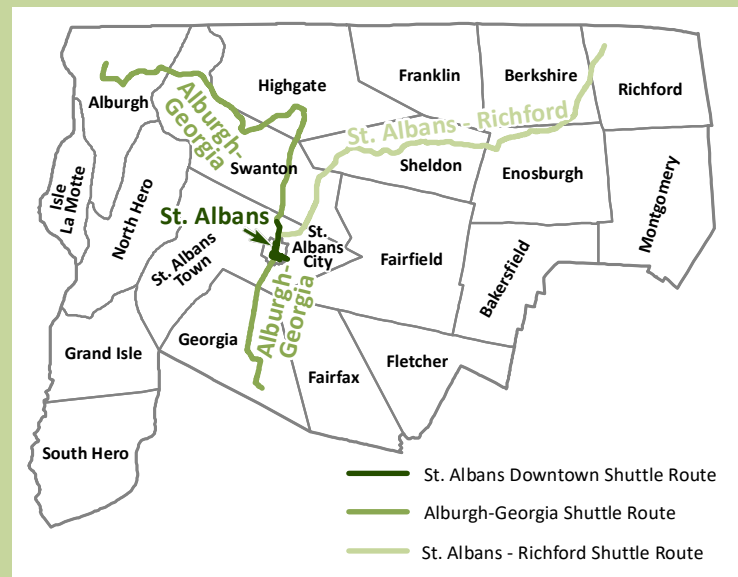 Franklin
Berkshire
Highgate
Richford
Alburgh
Alburgh-
Georgia
St. Albans - Richford
Sheldon
Swanton
Enosburgh
Isle
La Motte
North Hero
Montgomery
St. Albans
St.
Albans
City
St. Albans
Town
Fairfield
Bakersfield
Alburgh-
Georgia
Georgia
Grand Isle
Fletcher
Fairfax
South Hero
St. Albans Downtown Shuttle Route
Alburgh-Georgia Shuttle Route
St. Albans - Richford Shuttle Route